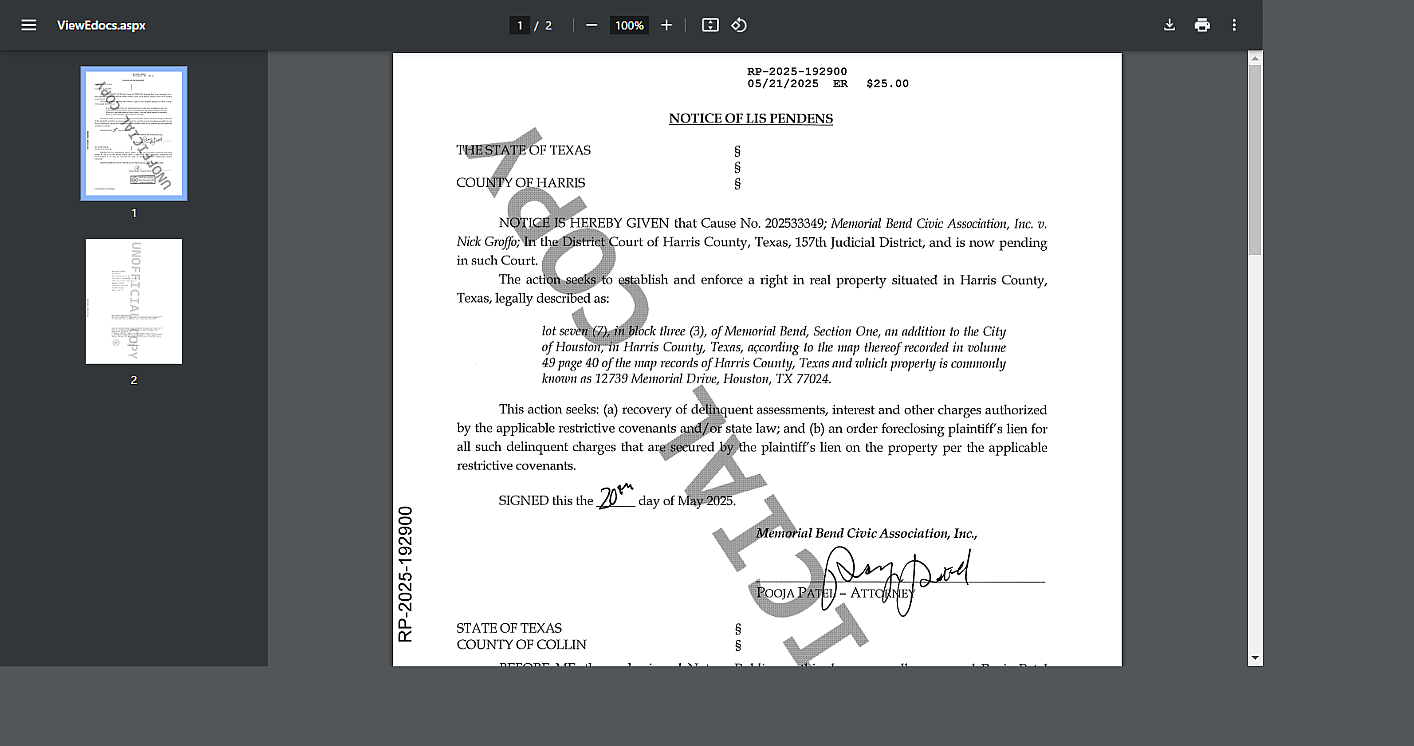 ViewEdocs.aspx
1 / 2
100%
1
2
RP-2025-192900
05/21/2025 ER $25.00
NOTICE OF LIS PENDENS
THE STATE OF TEXAS §
§
COUNTY OF HARRIS §
NOTICE IS HEREBY GIVEN that Cause No. 202533349; Memorial Bend Civic Association, Inc. v.
Nick Groffo; In the District Court of Harris County, Texas, 157th Judicial District, and is now pending
in such Court.
The action seeks to establish and enforce a right in real property situated in Harris County,
Texas, legally described as:
lot seven (7), in block three (3), of Memorial Bend, Section One, an addition to the City
of Houston, in Harris County, Texas, according to the map thereof recorded in volume
49 page 40 of the map records of Harris County, Texas and which property is commonly
known as 12739 Memorial Drive, Houston, TX 77024.
This action seeks: (a) recovery of delinquent assessments, interest and other charges authorized
by the applicable restrictive covenants and/or state law; and (b) an order foreclosing plaintiff's lien for
all such delinquent charges that are secured by the plaintiff's lien on the property per the applicable
restrictive covenants.
SIGNED this the 20th day of May 2025.
Memorial Bend Civic Association, Inc.,
POOJA PATEL – ATTORNEY
STATE OF TEXAS §
COUNTY OF COLLIN §
RP-2025-192900
COPY
ICIAL
UNOFFICIAL COPY
UNOFFICIAL COPY